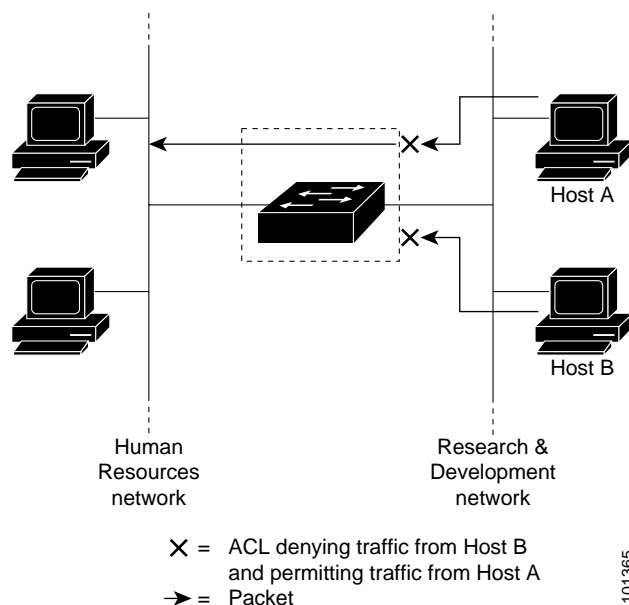 Host A
Host B
Human
Resources
network
Research &
Development
network
X = ACL denying traffic from Host B
and permitting traffic from Host A
→ = Packet
101365